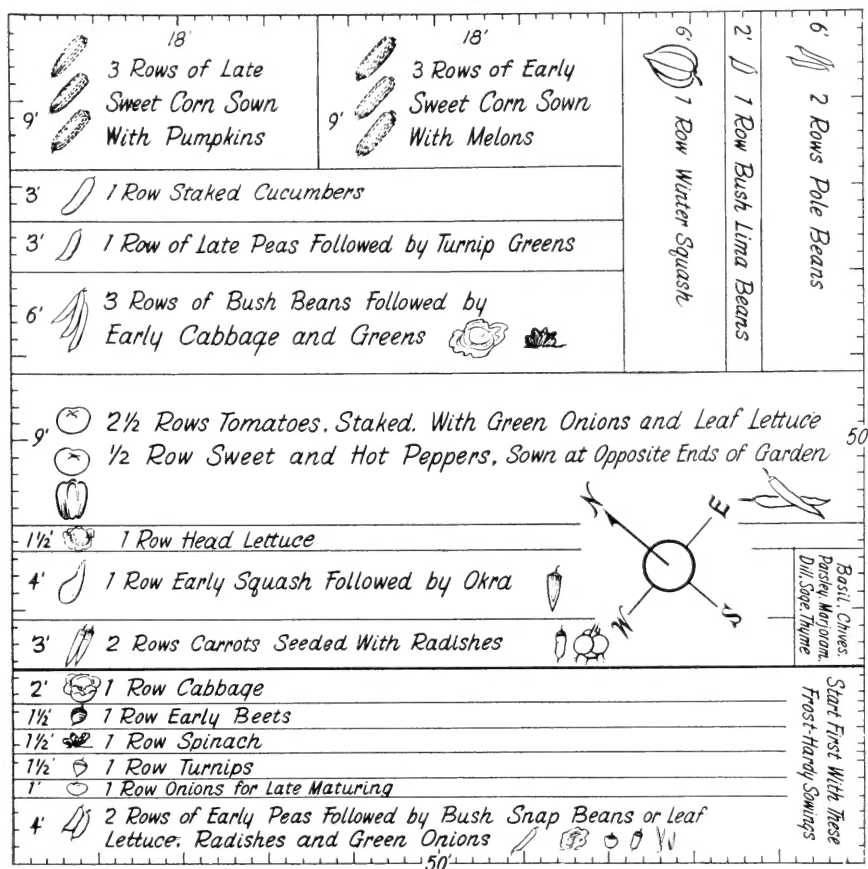 18'
3 Rows of Late
Sweet Corn Sown
With Pumpkins
9'
18'
3 Rows of Early
Sweet Corn Sown
With Melons
9'
6'
1 Row Winter Squash
2'
1 Row Bush Lima Beans
6'
2 Rows Pole Beans
3' 1 Row Staked Cucumbers
3' 1 Row of Late Peas Followed by Turnip Greens
6' 3 Rows of Bush Beans Followed by
Early Cabbage and Greens
9' 2½ Rows Tomatoes, Staked, With Green Onions and Leaf Lettuce
½ Row Sweet and Hot Peppers, Sown at Opposite Ends of Garden
50'
1½' 1 Row Head Lettuce
4' 1 Row Early Squash Followed by Okra
3' 2 Rows Carrots Seeded With Radishes
N
E
W
S
Basil, Chives,
Parsley, Marjoram,
Dill, Sage, Thyme
2' 1 Row Cabbage
1½' 1 Row Early Beets
1½' 1 Row Spinach
1½' 1 Row Turnips
1' 1 Row Onions for Late Maturing
4' 2 Rows of Early Peas Followed by Bush Snap Beans or Leaf
Lettuce, Radishes and Green Onions
Start First With These
Frost-Hardy Sowings
50'